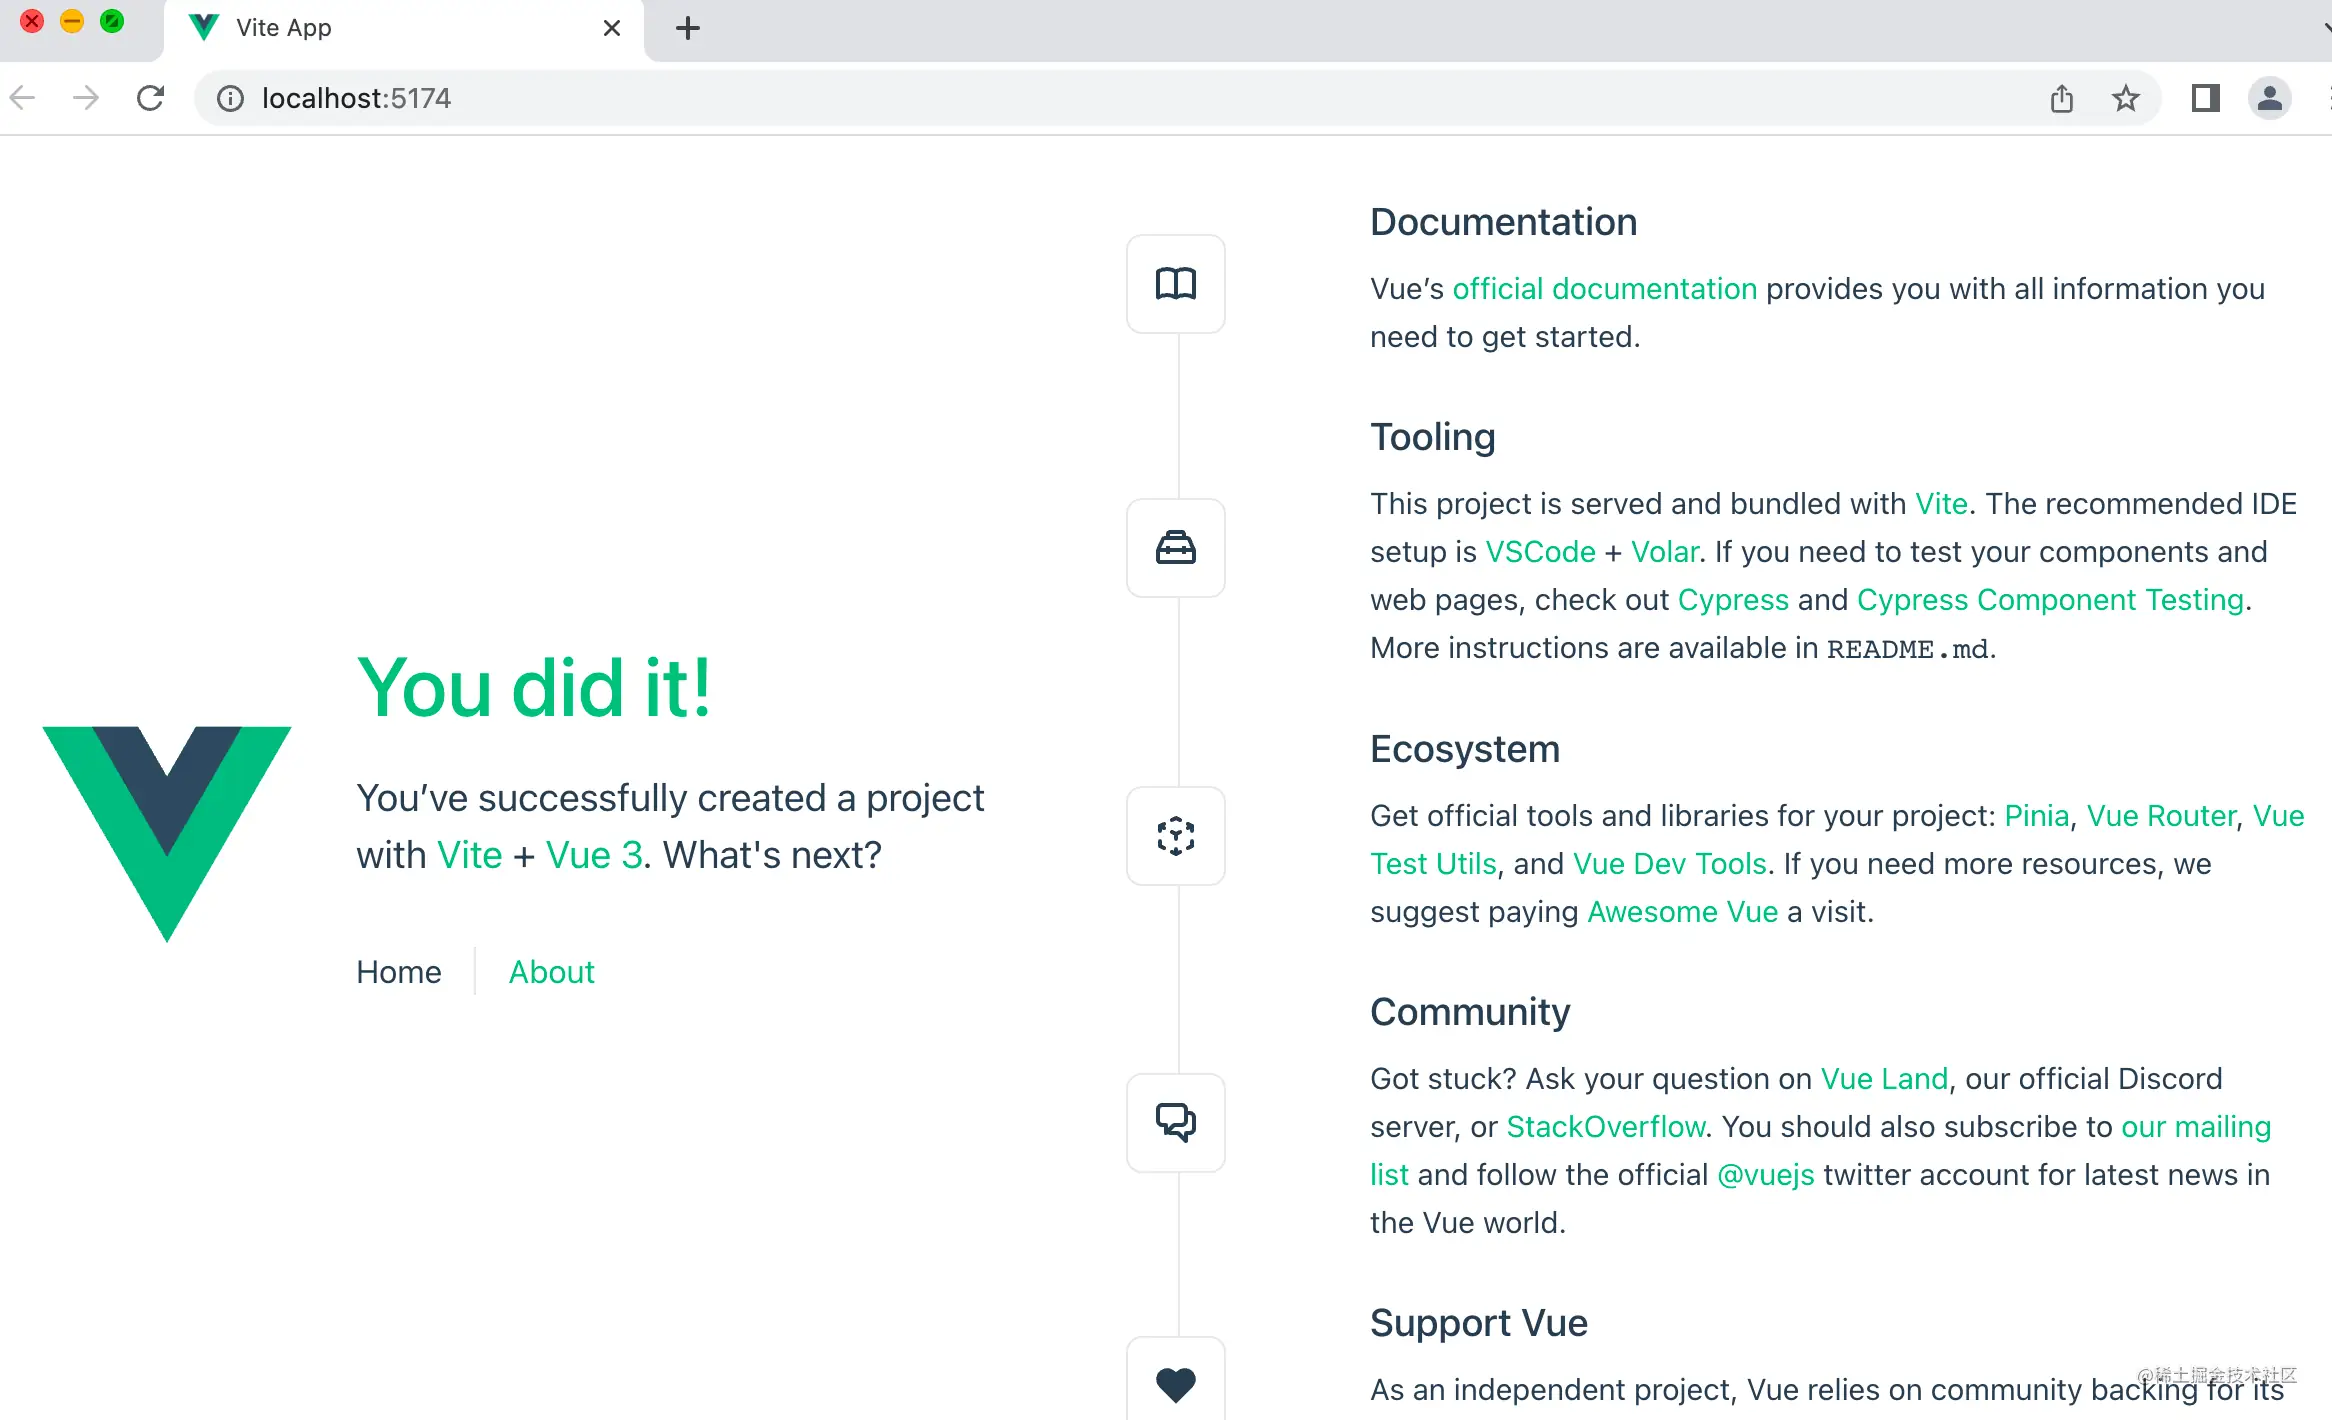 Vite App
localhost:5174
You did it!
You’ve successfully created a project
with Vite + Vue 3. What's next?
Home
About
Documentation
Vue’s official documentation provides you with all information you
need to get started.
Tooling
This project is served and bundled with Vite. The recommended IDE
setup is VSCode + Volar. If you need to test your components and
web pages, check out Cypress and Cypress Component Testing.
More instructions are available in README.md.
Ecosystem
Get official tools and libraries for your project: Pinia, Vue Router, Vue
Test Utils, and Vue Dev Tools. If you need more resources, we
suggest paying Awesome Vue a visit.
Community
Got stuck? Ask your question on Vue Land, our official Discord
server, or StackOverflow. You should also subscribe to our mailing
list and follow the official @vuejs twitter account for latest news in
the Vue world.
Support Vue
As an independent project, Vue relies on community backing for its
@稀土掘金技术社区